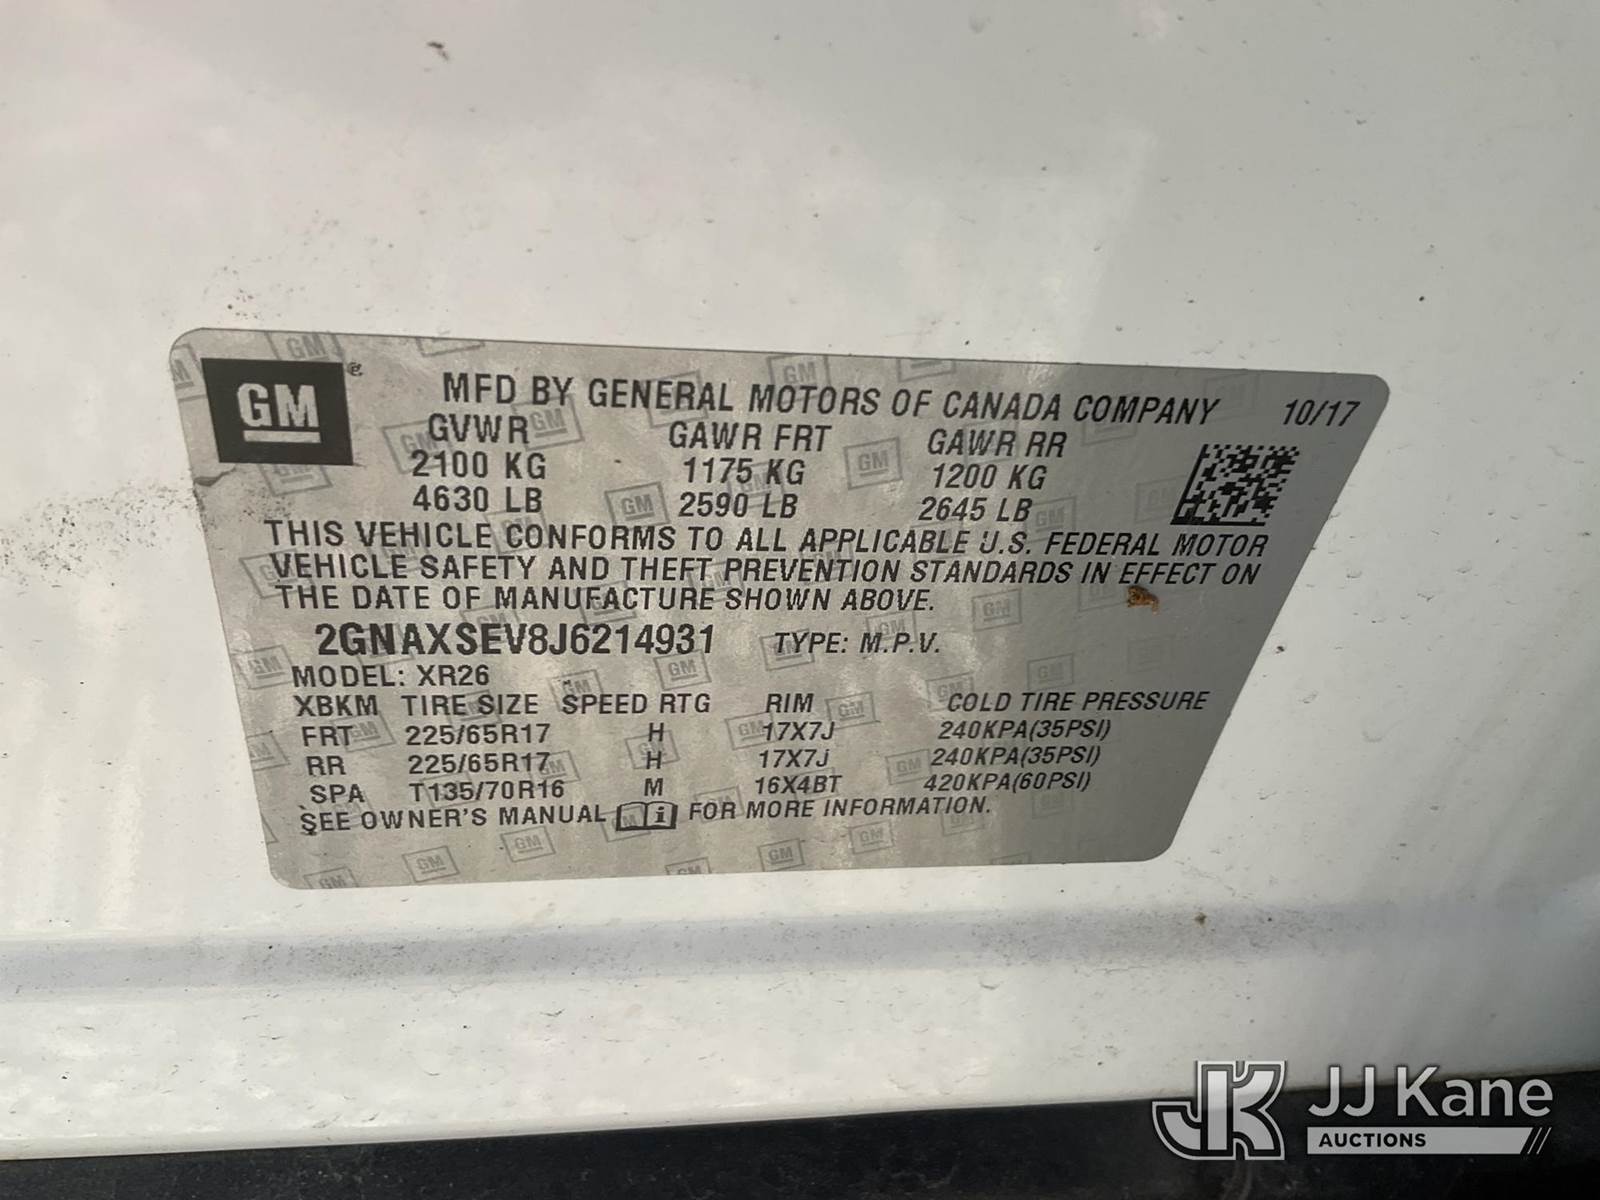 GM
MFD BY GENERAL MOTORS OF CANADA COMPANY 10/17
GVWR GAWR FRT GAWR RR
2100 KG 1175 KG 1200 KG
4630 LB 2590 LB 2645 LB
THIS VEHICLE CONFORMS TO ALL APPLICABLE U.S. FEDERAL MOTOR
VEHICLE SAFETY AND THEFT PREVENTION STANDARDS IN EFFECT ON
THE DATE OF MANUFACTURE SHOWN ABOVE.
2GNAXSEV8J6214931 TYPE: M.P.V.
MODEL: XR26
XBKM TIRE SIZE SPEED RTG RIM COLD TIRE PRESSURE
FRT 225/65R17 H 17X7J 240KPA(35PSI)
RR 225/65R17 H 17X7J 240KPA(35PSI)
SPA T135/70R16 M 16X4BT 420KPA(60PSI)
SEE OWNER'S MANUAL i FOR MORE INFORMATION.
JK JJ Kane
AUCTIONS